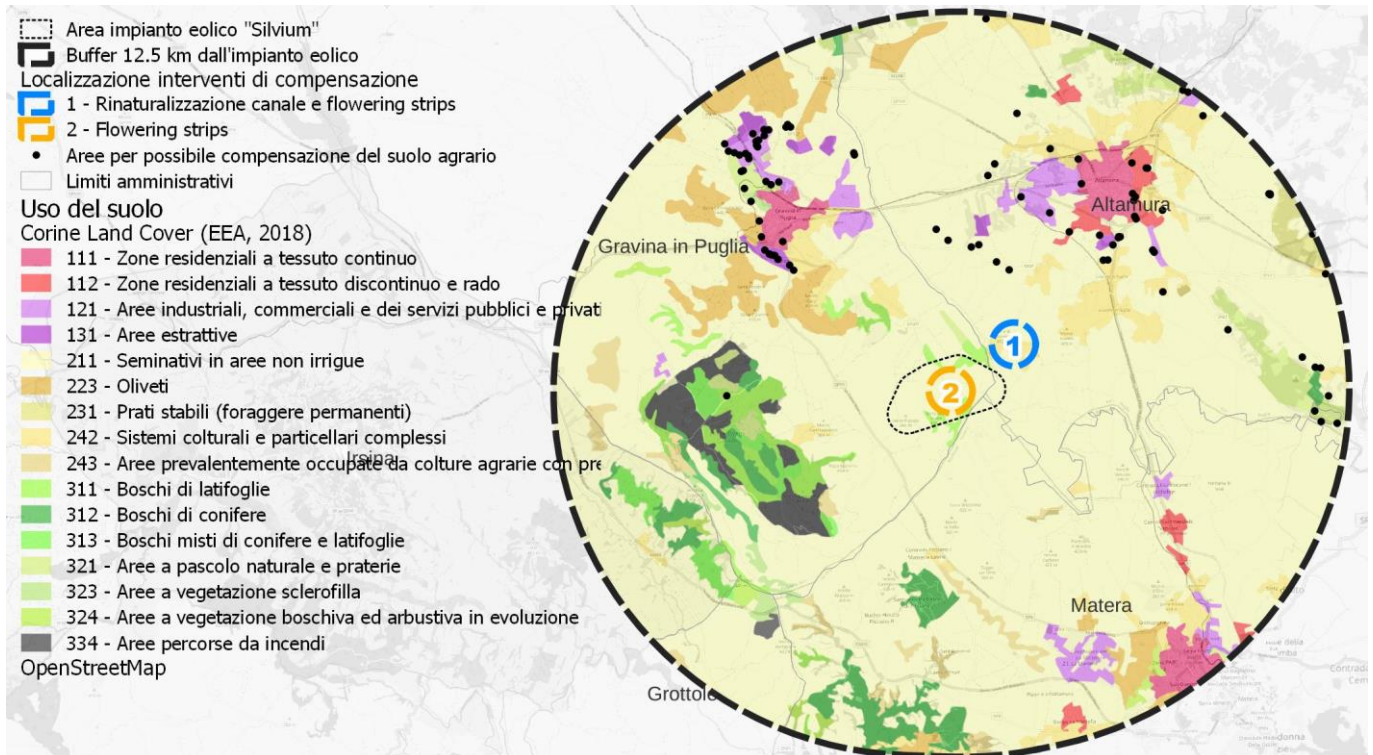 Area impianto eolico "Silvium"
Buffer 12.5 km dall'impianto eolico
Localizzazione interventi di compensazione
1 - Rinaturalizzazione canale e flowering strips
2 - Flowering strips
Aree per possibile compensazione del suolo agrario
Limiti amministrativi
Uso del suolo
Corine Land Cover (EEA, 2018)
111 - Zone residenziali a tessuto continuo
112 - Zone residenziali a tessuto discontinuo e rado
121 - Aree industriali, commerciali e dei servizi pubblici e privati
131 - Aree estrattive
211 - Seminativi in aree non irrigue
223 - Oliveti
231 - Prati stabili (foraggere permanenti)
242 - Sistemi colturali e particellari complessi
243 - Aree prevalentemente occupate da colture agrarie con pre
311 - Boschi di latifoglie
312 - Boschi di conifere
313 - Boschi misti di conifere e latifoglie
321 - Aree a pascolo naturale e praterie
323 - Aree a vegetazione sclerofilla
324 - Aree a vegetazione boschiva ed arbustiva in evoluzione
334 - Aree percorse da incendi
OpenStreetMap
Altamura
Gravina in Puglia
1
2
Irsina
Matera
Grottole